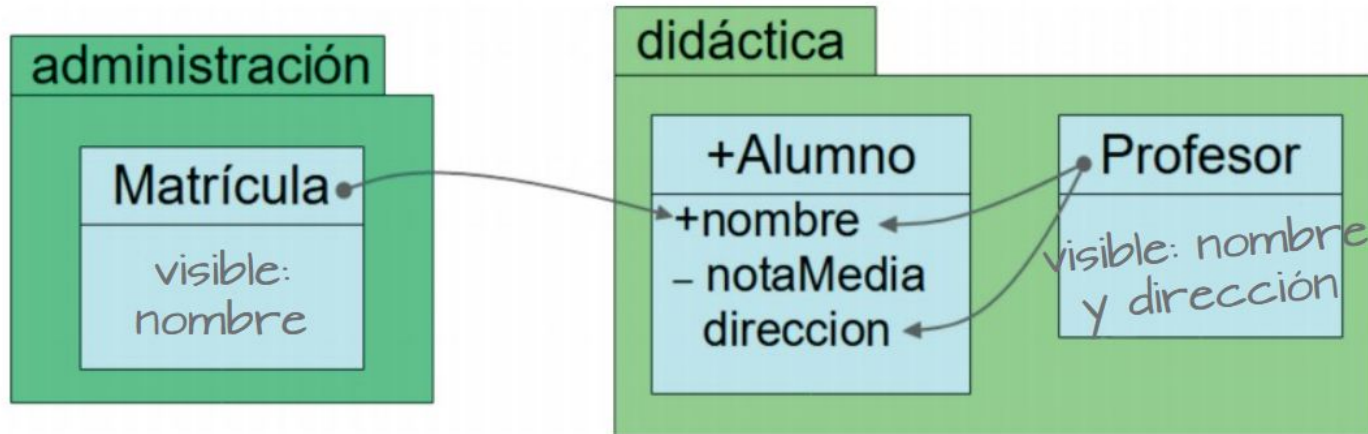 administración
Matrícula
visible:
nombre
didáctica
+Alumno
+nombre
– notaMedia
direccion
Profesor
visible: nombre
y dirección